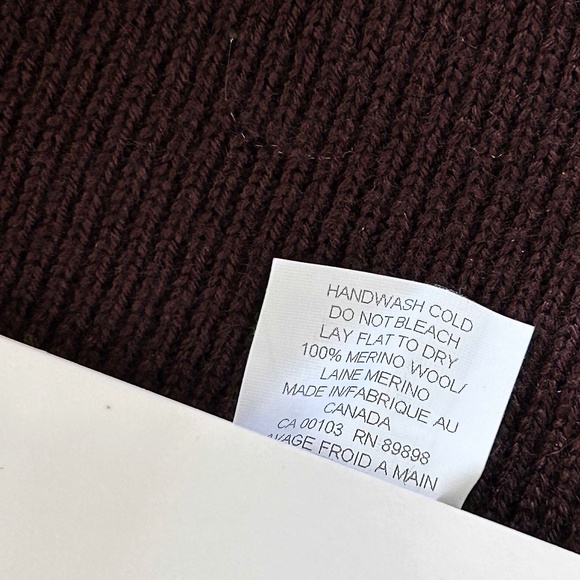 HANDWASH COLD
DO NOT BLEACH
LAY FLAT TO DRY
100% MERINO WOOL/
LAINE MERINO
MADE IN/FABRIQUE AU
CANADA
CA 00103 RN 89898
AVAGE FROID A MAIN